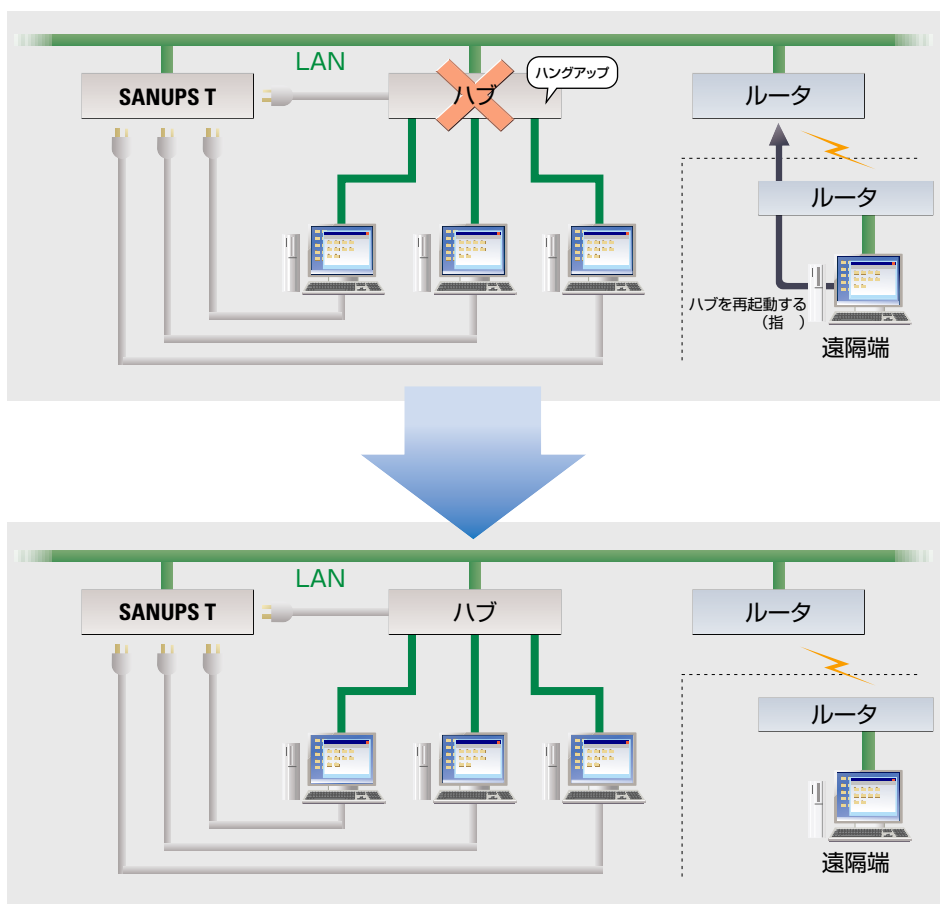 LAN
SANUPS T
ハブ
ハングアップ
ルータ
ルータ
ハブを再起動する
（指　）
遠隔端
LAN
SANUPS T
ハブ
ルータ
ルータ
遠隔端